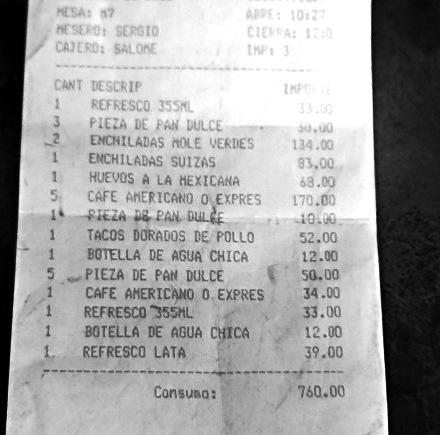 MESA: M7 ABRE: 10:27
MESERO: SERGIO CIERRA: 12:0
CAJERO: SALOME IMP: 3
CANT DESCRIP IMPORTE
1 REFRESCO 355ML 33.00
3 PIEZA DE PAN DULCE 30.00
2 ENCHILADAS MOLE VERDES 134.00
1 ENCHILADAS SUIZAS 83.00
1 HUEVOS A LA MEXICANA 68.00
5 CAFE AMERICANO O EXPRES 170.00
1 PIEZA DE PAN DULCE 10.00
1 TACOS DORADOS DE POLLO 52.00
1 BOTELLA DE AGUA CHICA 12.00
5 PIEZA DE PAN DULCE 50.00
1 CAFE AMERICANO O EXPRES 34.00
1 REFRESCO 355ML 33.00
1 BOTELLA DE AGUA CHICA 12.00
1 REFRESCO LATA 39.00
Consumo: 760.00